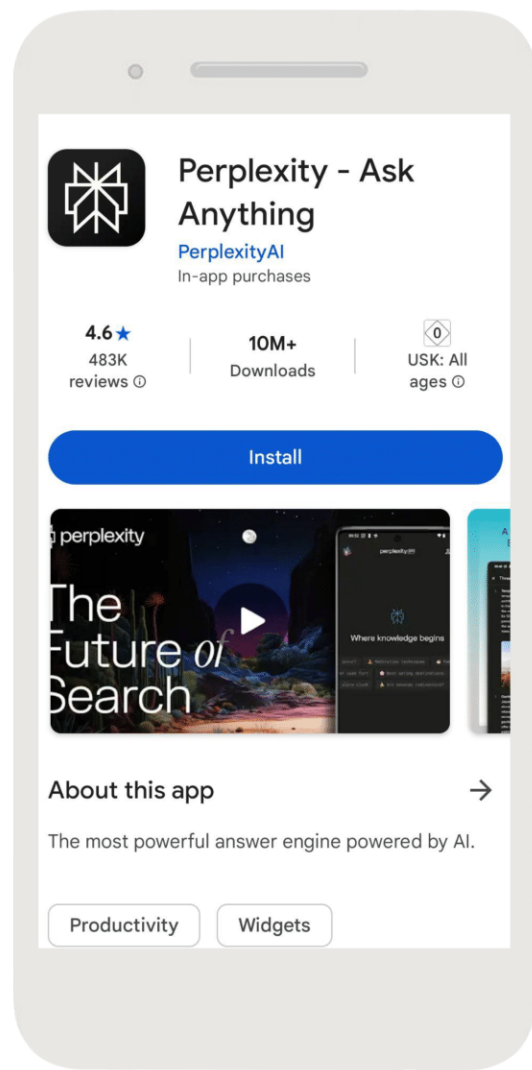 Perplexity - Ask
Anything
PerplexityAI
In-app purchases
4.6★
483K
reviews
10M+
Downloads
0
USK: All
ages
Install
perplexity
The
Future of
Search
perplexity
Where knowledge begins
About this app
The most powerful answer engine powered by AI.
Productivity
Widgets